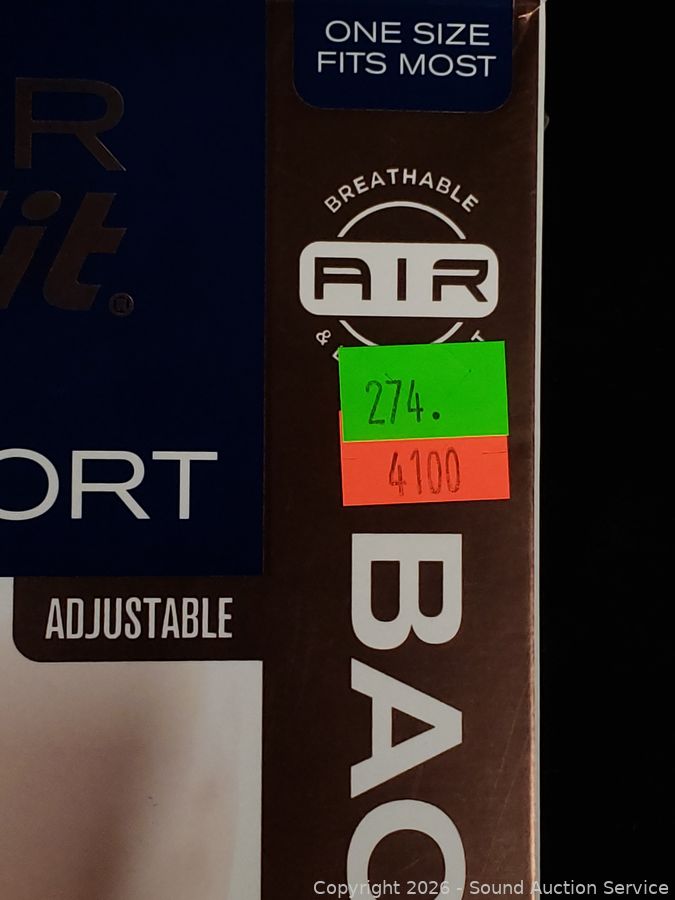 ONE SIZE
FITS MOST
R
it®
BREATHABLE
AIR
&
274.
4100
ORT
ADJUSTABLE
BAC
Copyright 2026 - Sound Auction Service